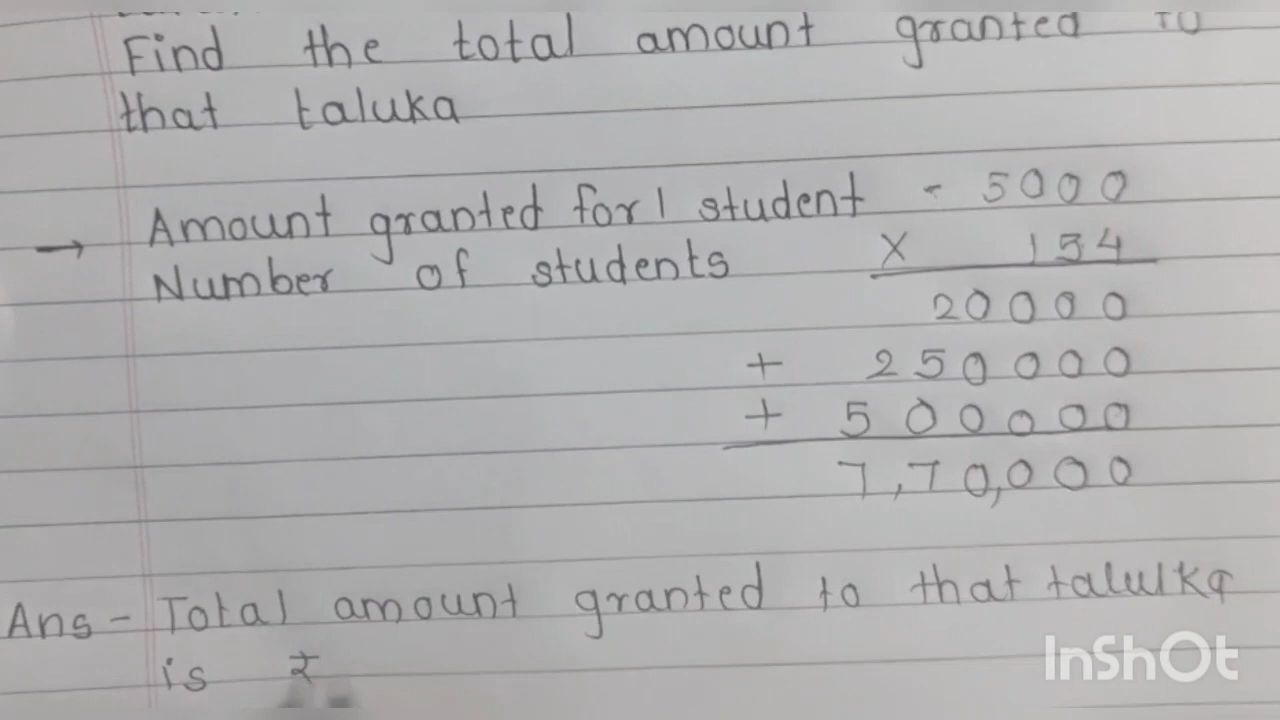 Find the total amount granted to
that taluka
→ Amount granted for 1 student - 5000
Number of students × 154
20000
+ 250000
+ 500000
7,70,000
Ans - Total amount granted to that talulka
is ₹
InShOt